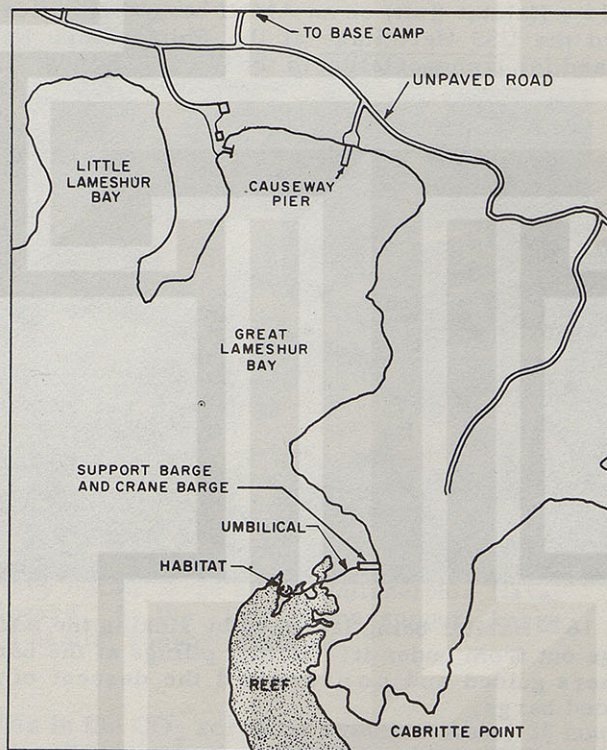 TO BASE CAMP
UNPAVED ROAD
LITTLE
LAMESHUR
BAY
CAUSEWAY
PIER
GREAT
LAMESHUR
BAY
SUPPORT BARGE
AND CRANE BARGE
UMBILICAL
HABITAT
REEF
CABRITTE POINT